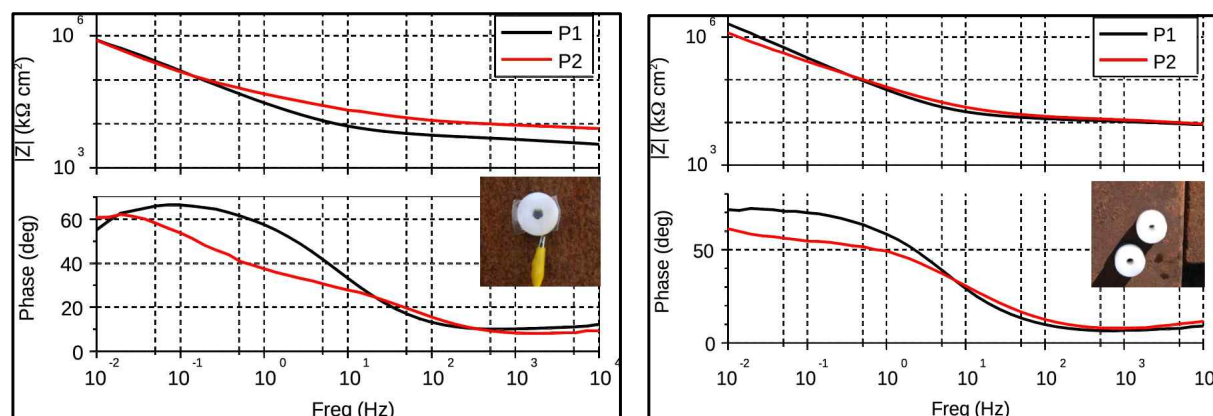 10^6
P1
P2
|Z| (kΩ cm²)
10^3
60
40
20
0
Phase (deg)
10^-2 10^-1 10^0 10^1 10^2 10^3 10^4
Freq (Hz)
10^6
P1
P2
|Z| (kΩ cm²)
10^3
50
0
Phase (deg)
10^-2 10^-1 10^0 10^1 10^2 10^3 10
Freq (Hz)